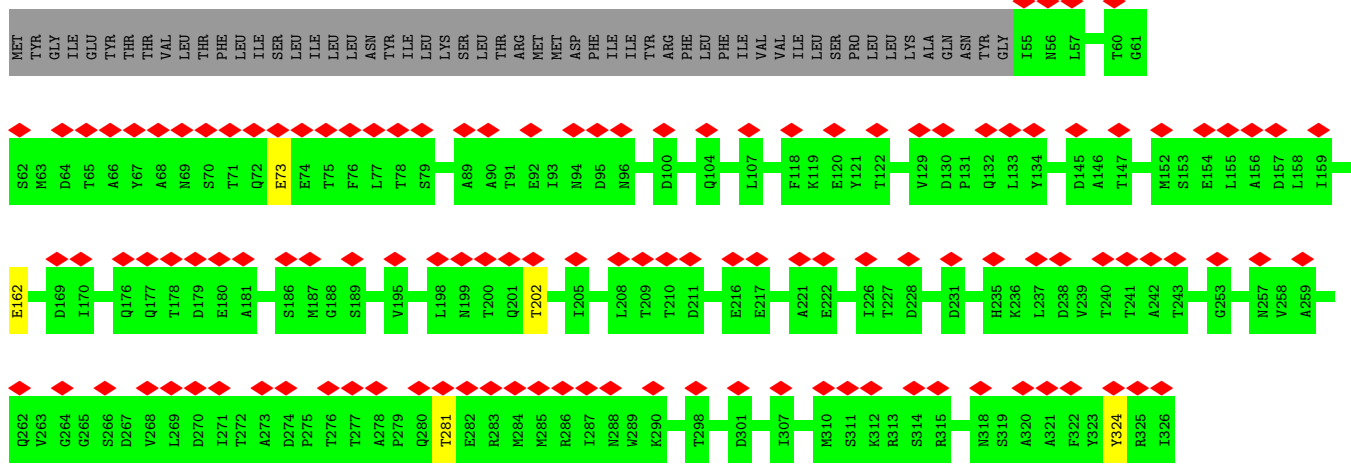 MET TYR GLY ILE GLU TYR THR THR VAL LEU THR PHE LEU ILE SER LEU ILE LEU LEU ASN TYR ILE LEU LYS SER LEU THR ARG MET MET ASP PHE ILE ILE TYR ARG PHE LEU PHE ILE VAL VAL ILE LEU SER PRO LEU LEU LYS ALA GLN ASN TYR GLY I55 N56 L57 T60 G61
S62 M63 D64 T65 A66 Y67 A68 N69 S70 T71 Q72 E73 E74 T75 F76 L77 T78 S79 A89 A90 T91 E92 I93 N94 D95 N96 D100 Q104 L107 F118 K119 E120 Y121 T122 V129 D130 P131 Q132 L133 Y134 D145 A146 T147 M152 S153 E154 L155 A156 D157 L158 I159
E162 D169 I170 Q176 Q177 T178 D179 E180 A181 S186 M187 G188 S189 V195 L198 N199 T200 Q201 T202 I205 L208 T209 T210 D211 E216 E217 A221 E222 I226 T227 D228 D231 H235 K236 L237 D238 V239 T240 T241 A242 T243 G253 N257 V258 A259
Q262 V263 G264 G265 S266 D267 V268 L269 D270 I271 T272 A273 D274 P275 T276 T277 A278 P279 Q280 T281 E282 R283 M284 M285 R286 I287 N288 W289 K290 T298 D301 I307 M310 S311 K312 R313 S314 R315 N318 S319 A320 A321 F322 Y323 Y324 R325 I326